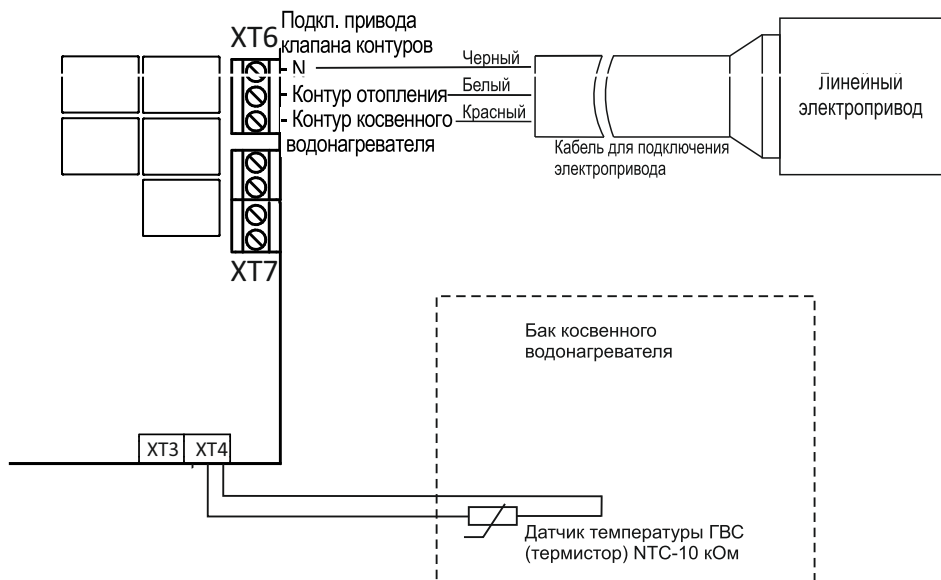 XT6
Подкл. привода
клапана контуров
- N
Черный
- Контур отопления
Белый
- Контур косвенного
водонагревателя
Красный
Кабель для подключения
электропривода
Линейный
электропривод
XT7
Бак косвенного
водонагревателя
XT3
XT4
Датчик температуры ГВС
(термистор) NTC-10 кОм